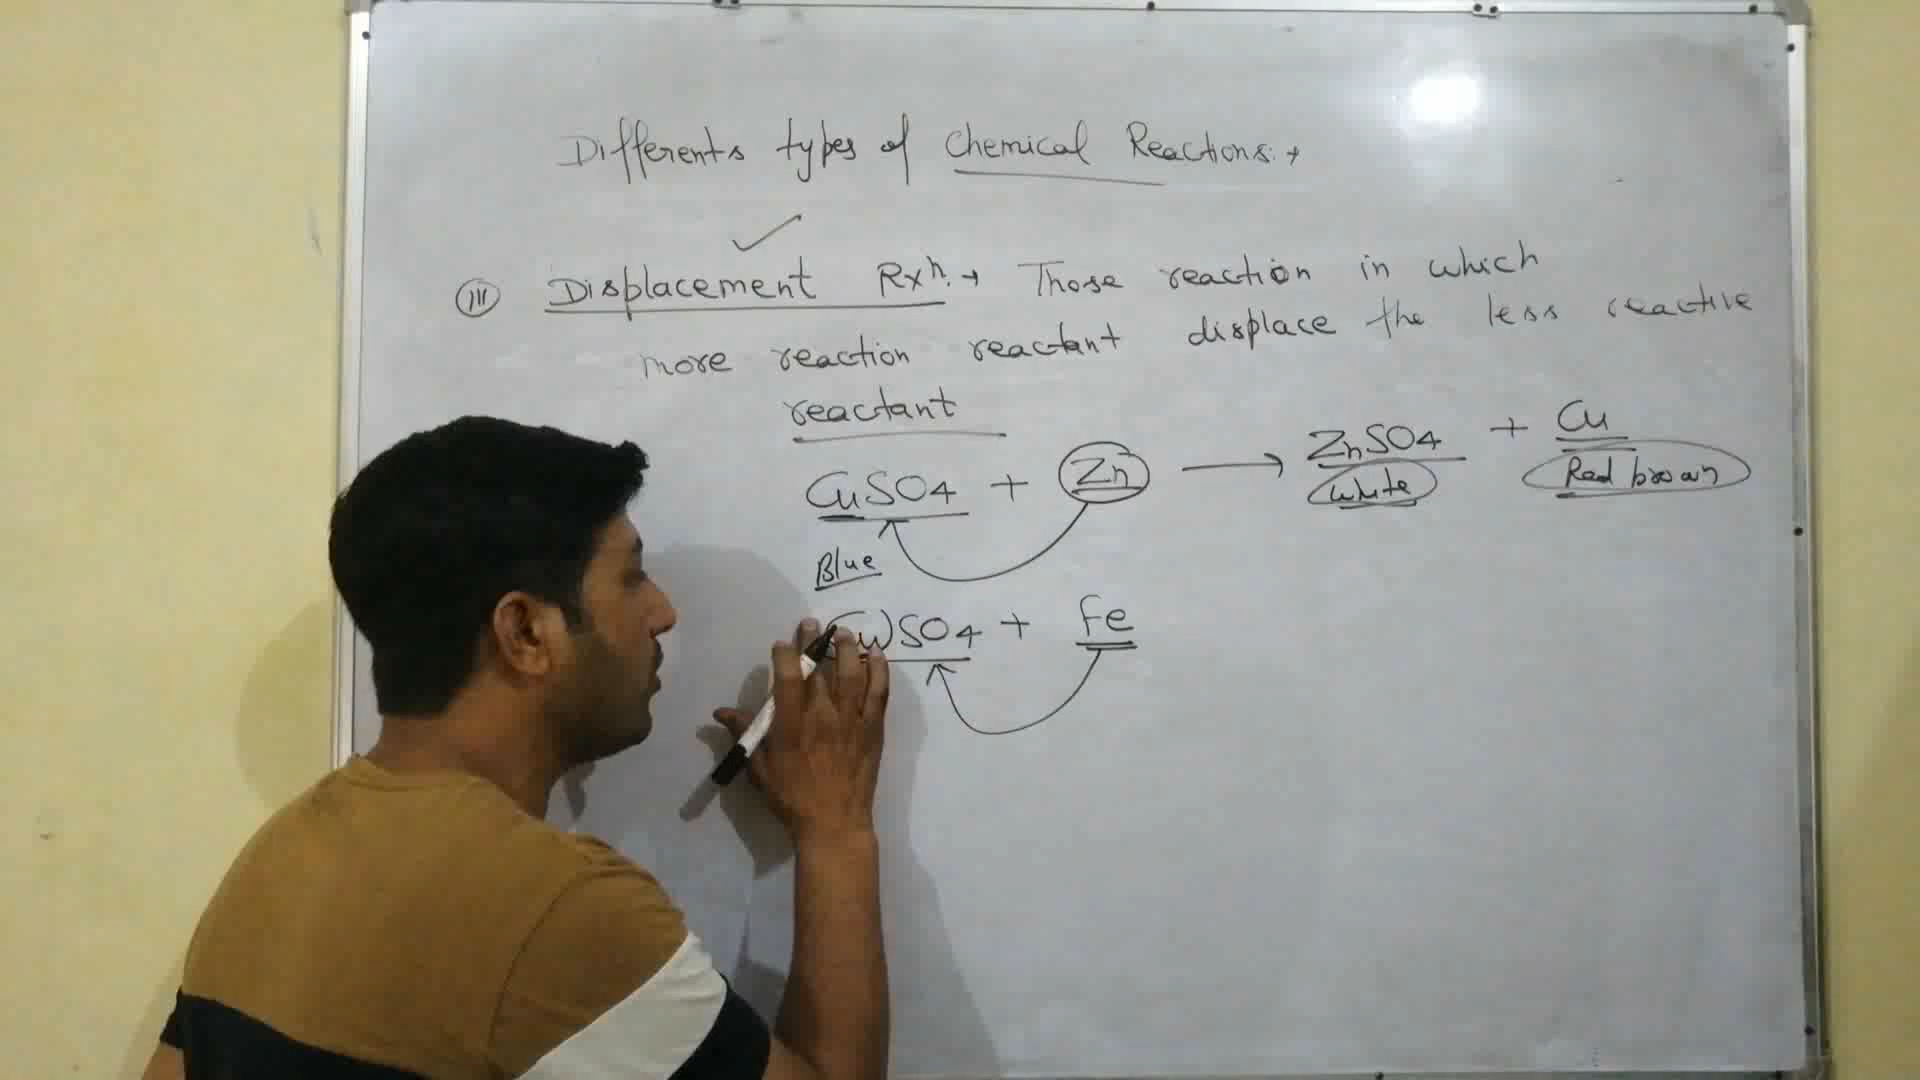 Differents types of Chemical Reactions:→
(iii) Displacement Rxn.→ Those reaction in which
more reaction reactant displace the less reactive
reactant
CuSO4 + Zn → ZnSO4 + Cu
Blue white Red brown
CuSO4 + Fe